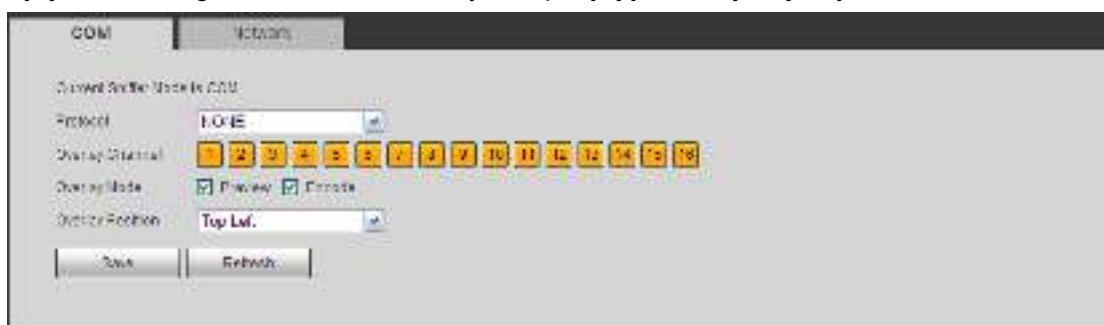 COM Network
Current Sniffer Mode is COM
Protocol NONE
Overlay Channel 1 2 3 4 5 6 7 8 9 10 11 12 13 14 15 16
Overlay Mode Preview Encode
Overlay Position Top Left
Save Refresh